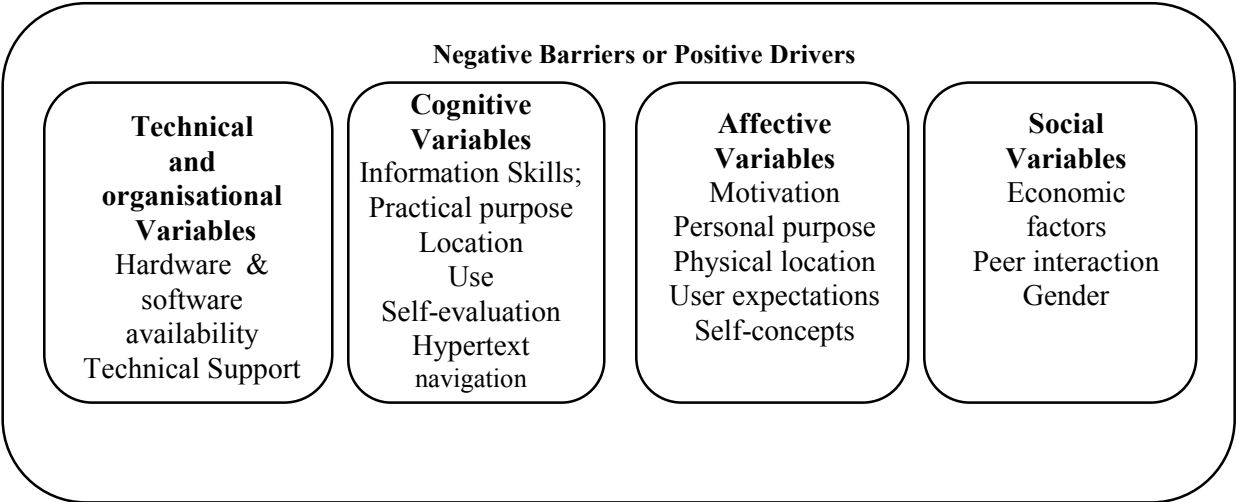 Negative Barriers or Positive Drivers
Technical
and
organisational
Variables
Hardware &
software
availability
Technical Support
Cognitive
Variables
Information Skills;
Practical purpose
Location
Use
Self-evaluation
Hypertext
navigation
Affective
Variables
Motivation
Personal purpose
Physical location
User expectations
Self-concepts
Social
Variables
Economic
factors
Peer interaction
Gender